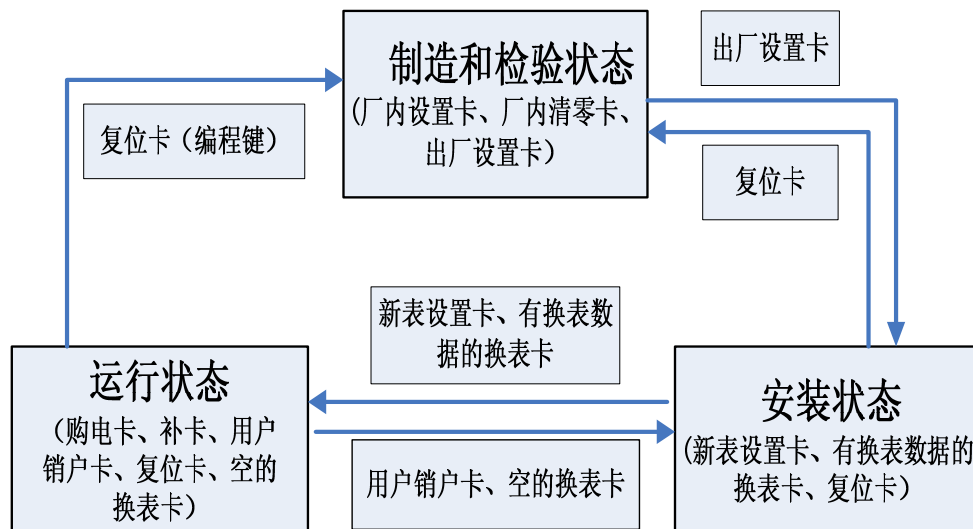 制造和检验状态
(厂内设置卡、厂内清零卡、
出厂设置卡）
出厂设置卡
复位卡（编程键）
复位卡
新表设置卡、有换表数
据的换表卡
运行状态
（购电卡、补卡、用户
销户卡、复位卡、空的
换表卡）
用户销户卡、空的换表卡
安装状态
(新表设置卡、有换表数据的
换表卡、复位卡）